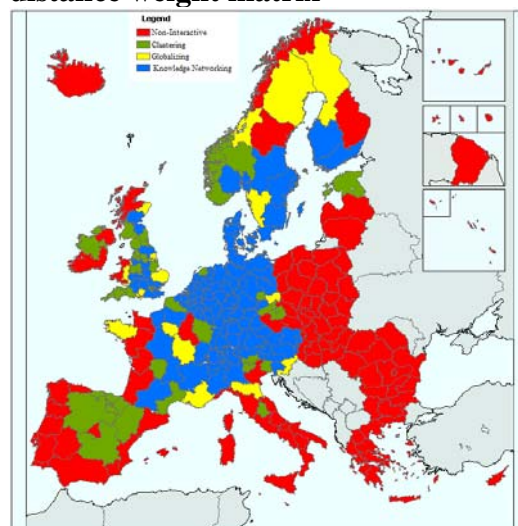 distance weight matrix
Legend
Non-Interactive
Clustering
Globalizing
Knowledge Networking